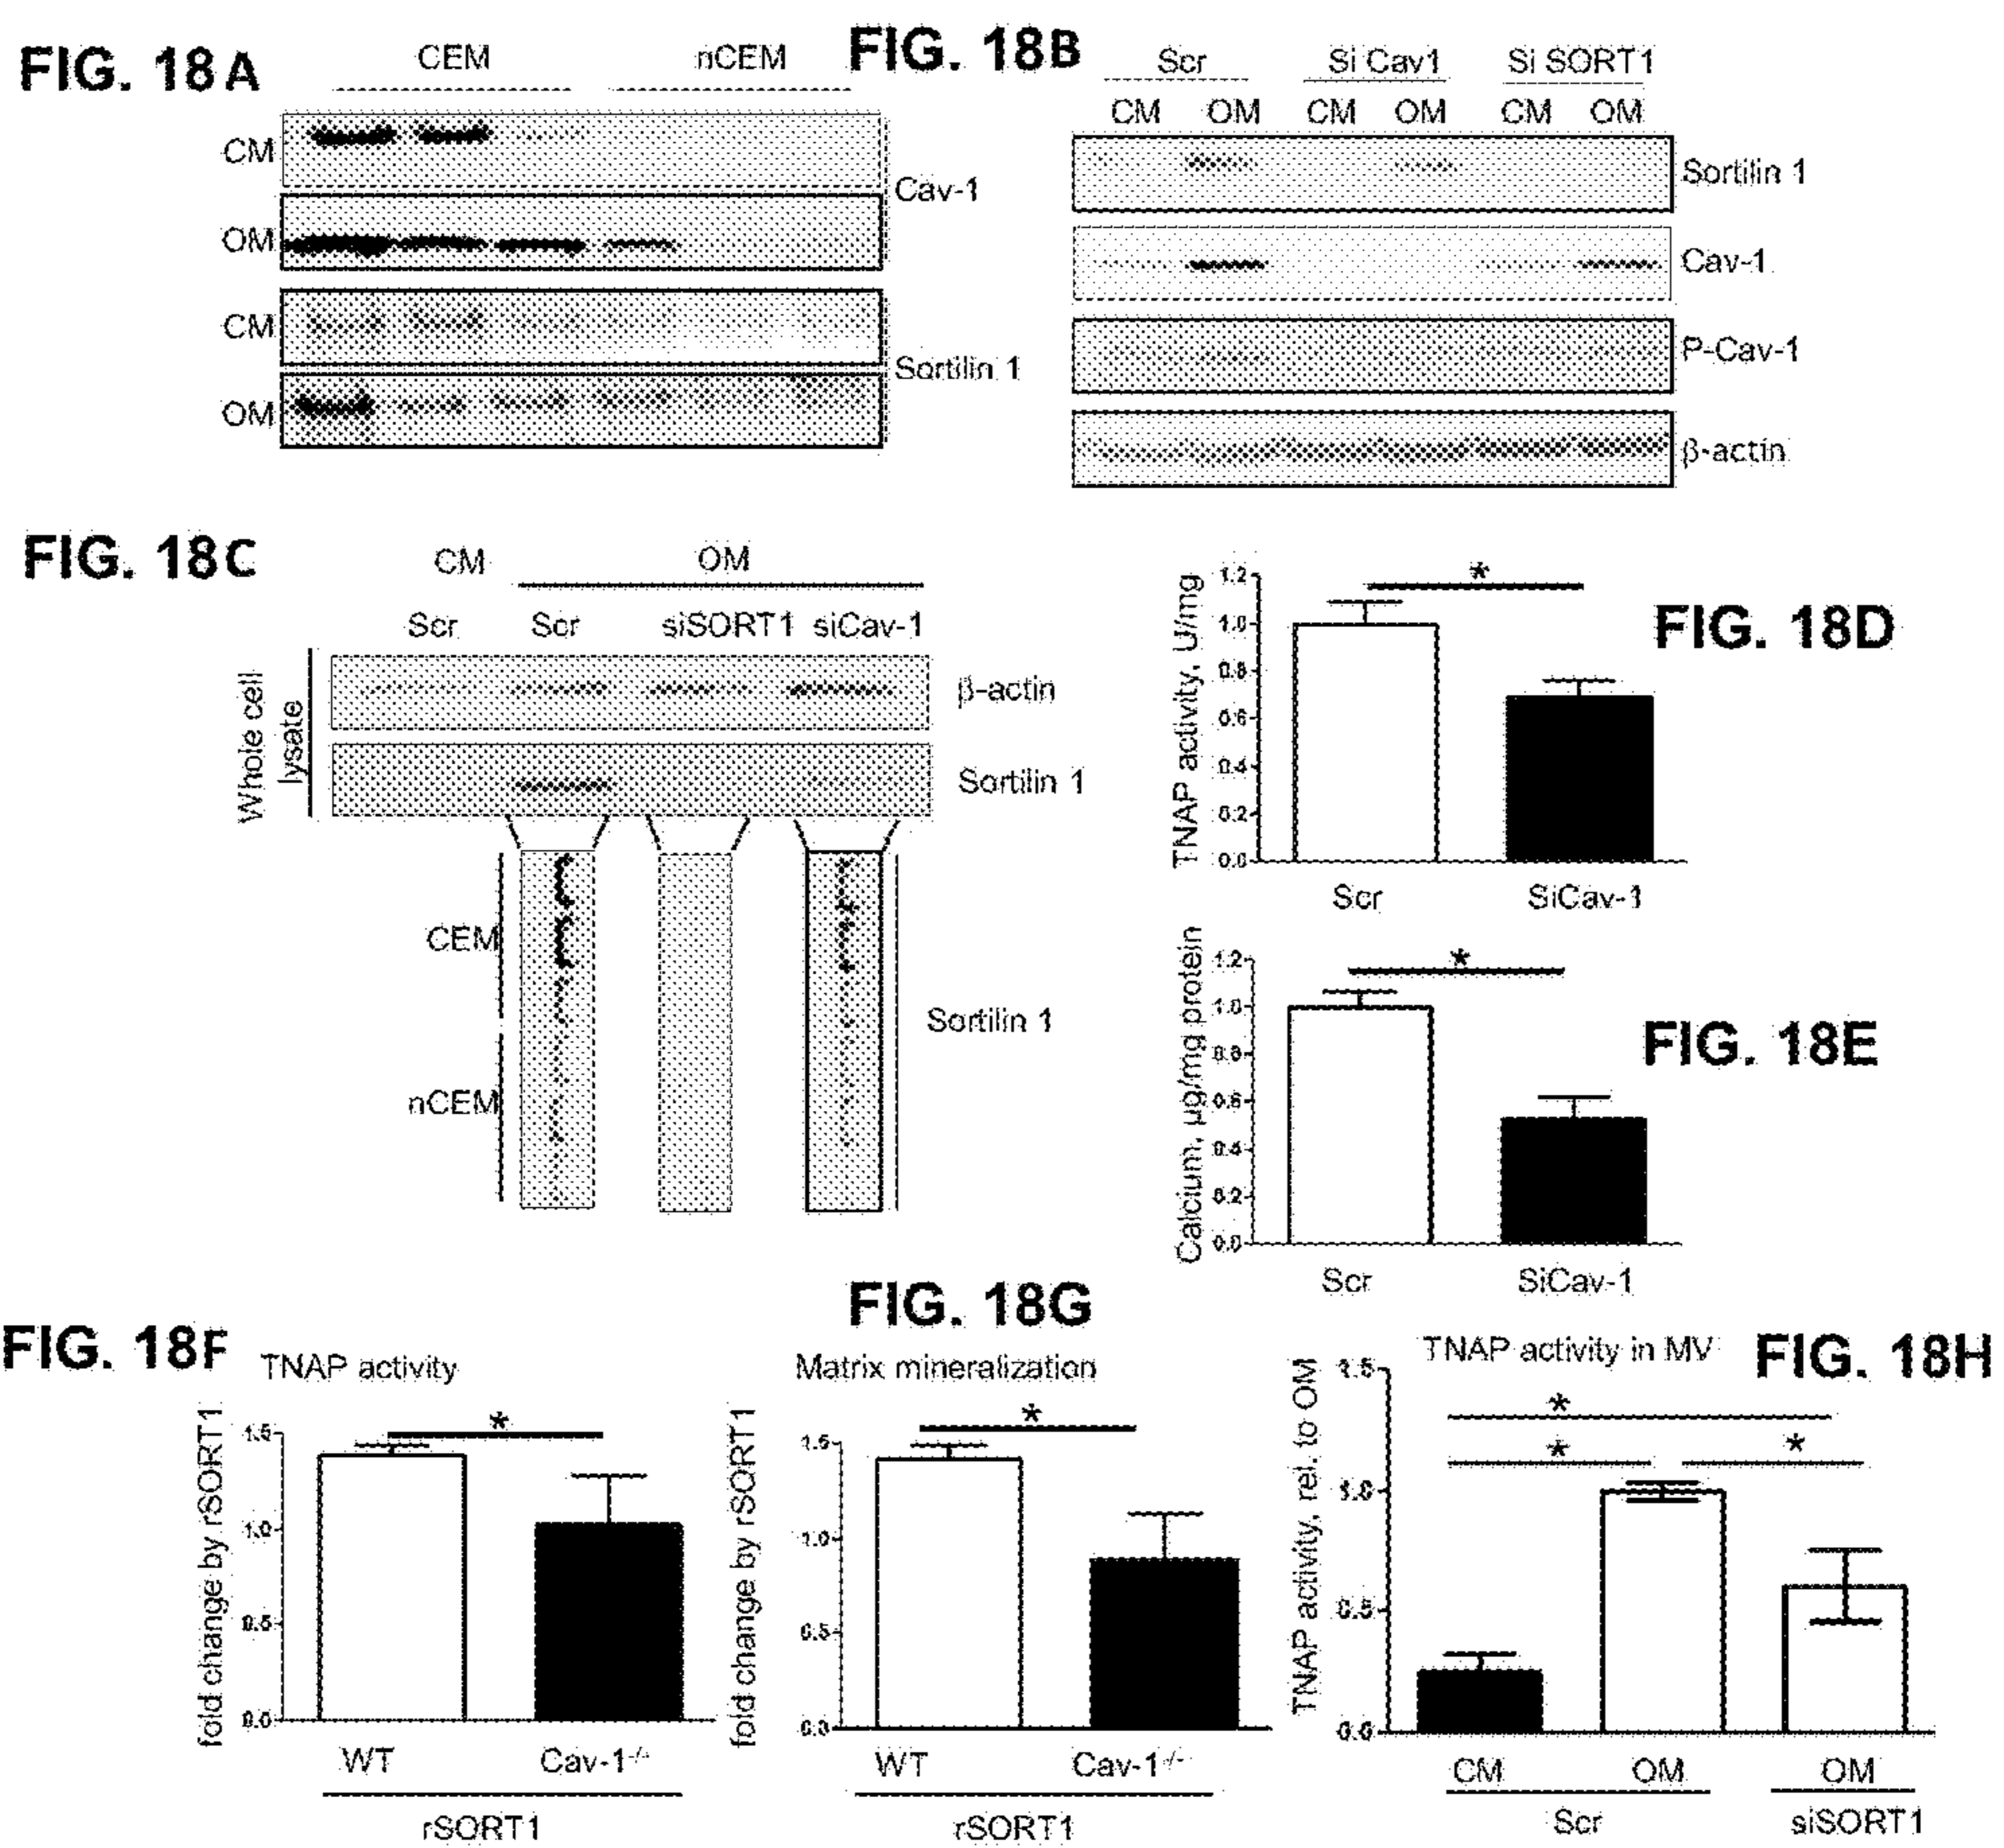 FIG. 18A
CEM
nCEM
CM
OM
Cav-1
CM
OM
Sortilin 1
FIG. 18B
Scr
Si Cav1
Si SORT1
CM OM CM OM CM OM
Sortilin 1
Cav-1
P-Cav-1
β-actin
FIG. 18C
CM
OM
Scr Scr siSORT1 siCav-1
Whole cell
lysate
β-actin
Sortilin 1
CEM
nCEM
Sortilin 1
FIG. 18D
TNAP activity, U/mg
1.2
1.0
0.8
0.6
0.4
0.2
0.0
*
Scr
SiCav-1
FIG. 18E
Calcium, µg/mg protein
1.2
1.0
0.8
0.6
0.4
0.2
0.0
*
Scr
SiCav-1
FIG. 18F
TNAP activity
fold change by rSORT1
1.5
1.0
0.5
0.0
*
WT
Cav-1-/-
rSORT1
FIG. 18G
Matrix mineralization
fold change by rSORT1
1.5
1.0
0.5
0.0
*
WT
Cav-1-/-
rSORT1
FIG. 18H
TNAP activity in MV
TNAP activity, rel. to OM
1.5
1.0
0.5
0.0
*
* *
CM OM OM
Scr siSORT1